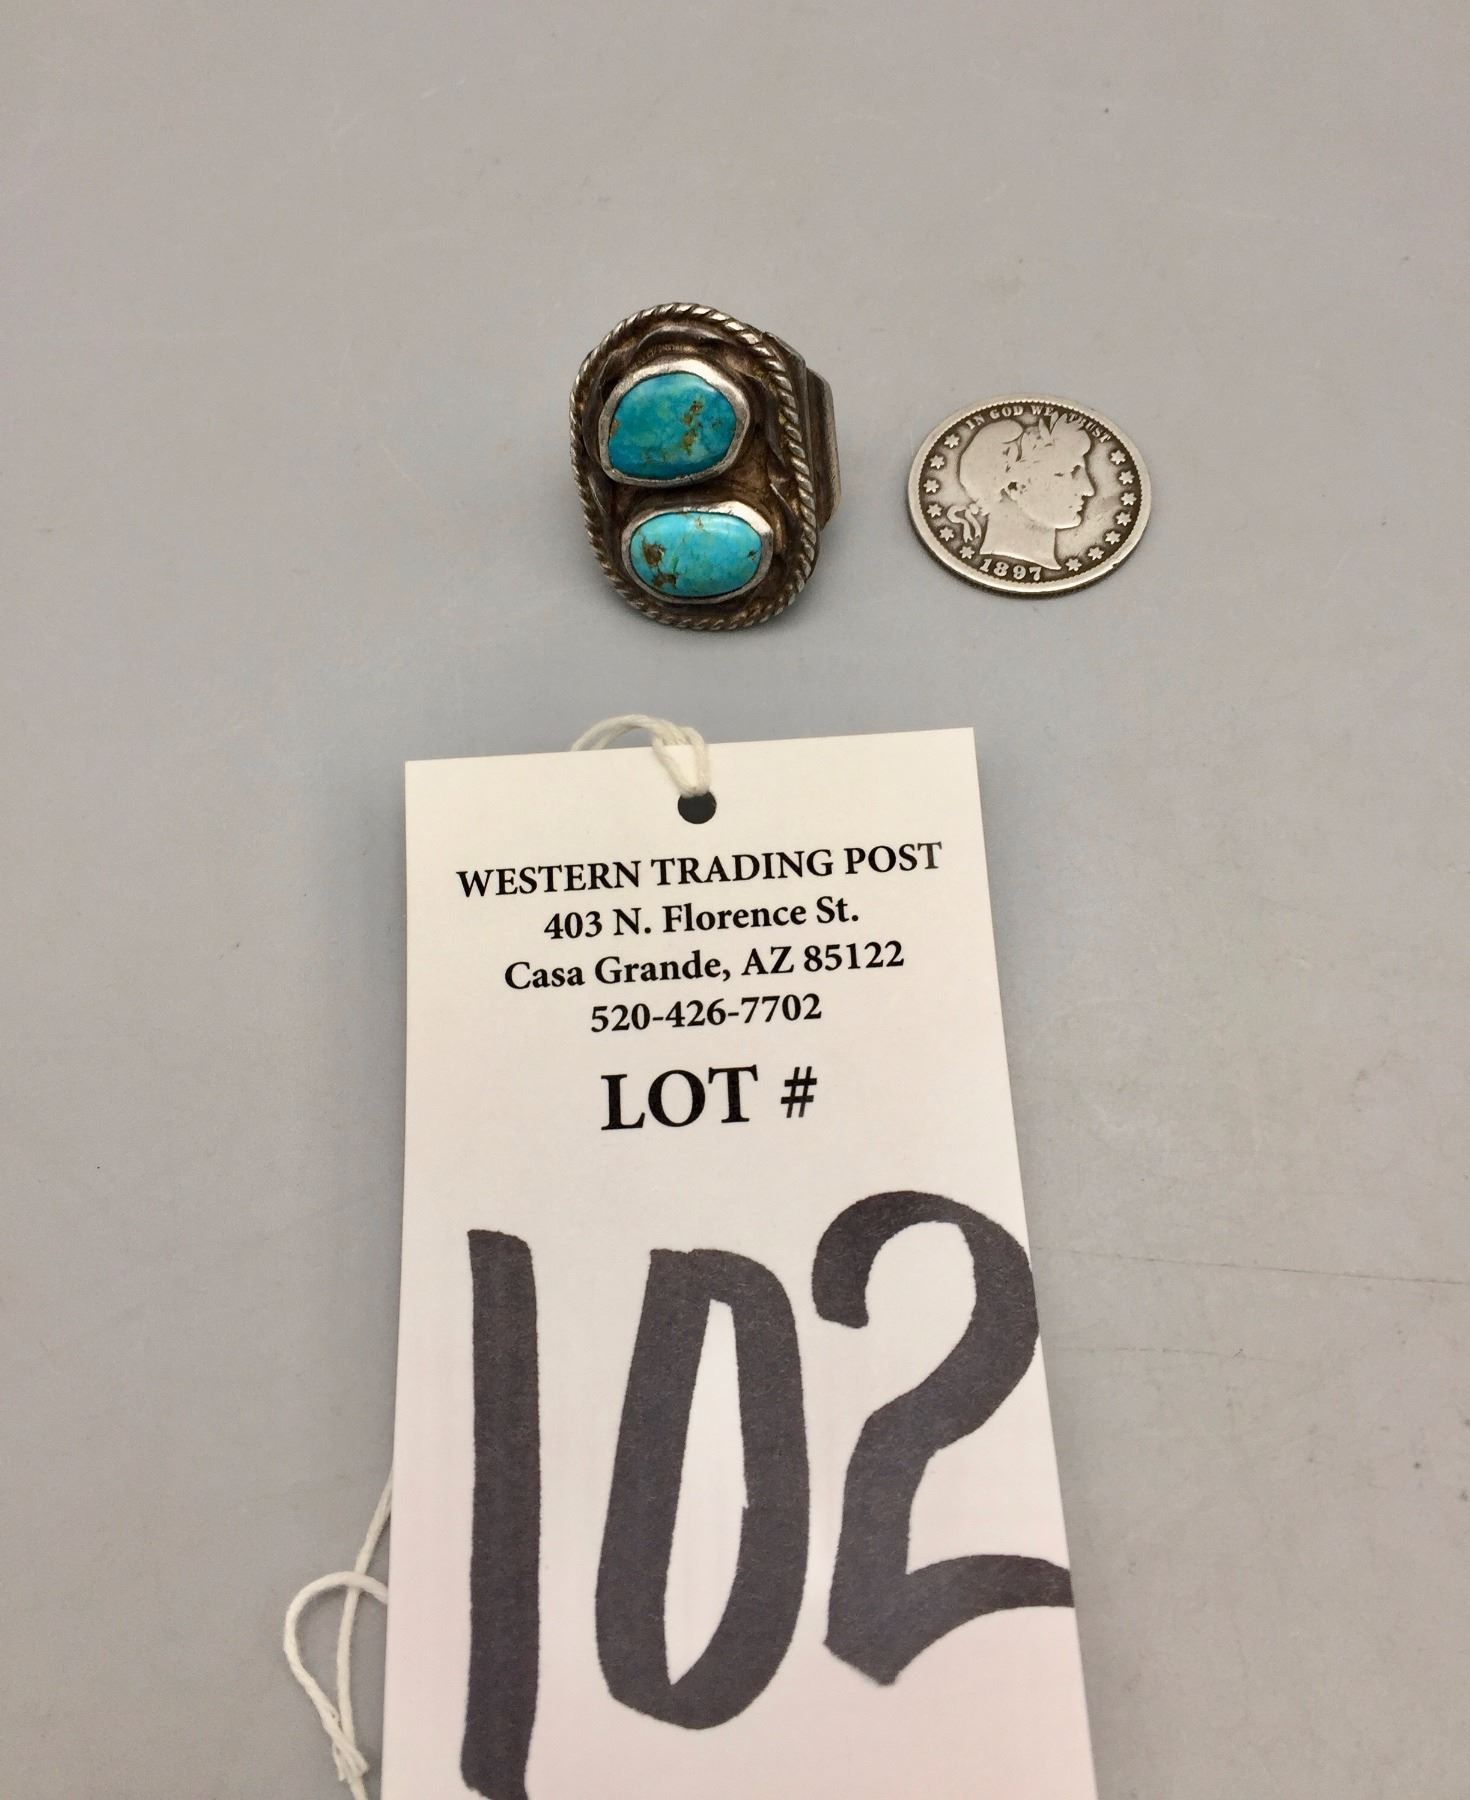 IN GOD WE TRUST
1897
WESTERN TRADING POST
403 N. Florence St.
Casa Grande, AZ 85122
520-426-7702
LOT #
102